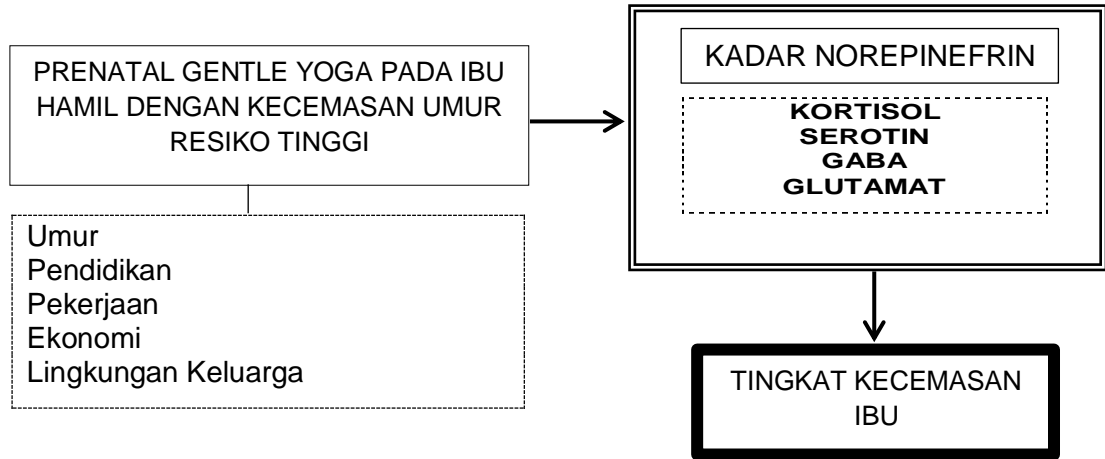 PRENATAL GENTLE YOGA PADA IBU
HAMIL DENGAN KECEMASAN UMUR
RESIKO TINGGI
Umur
Pendidikan
Pekerjaan
Ekonomi
Lingkungan Keluarga
KADAR NOREPINEFRIN
KORTISOL
SEROTIN
GABA
GLUTAMAT
TINGKAT KECEMASAN
IBU